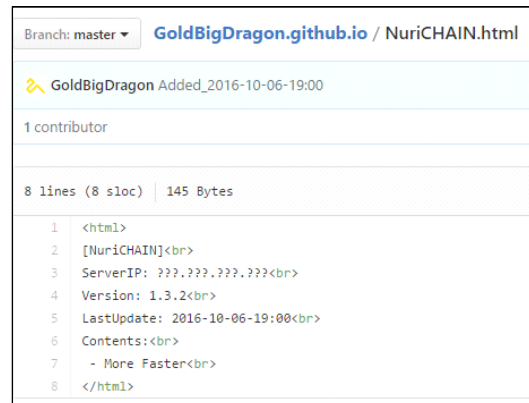 Branch: master GoldBigDragon.github.io / NuriCHAIN.html
GoldBigDragon Added_2016-10-06-19:00
1 contributor
8 lines (8 sloc) 145 Bytes
1 <html>
2 [NuriCHAIN]<br>
3 ServerIP: ???.???.???.???<br>
4 Version: 1.3.2<br>
5 LastUpdate: 2016-10-06-19:00<br>
6 Contents:<br>
7 - More Faster<br>
8 </html>